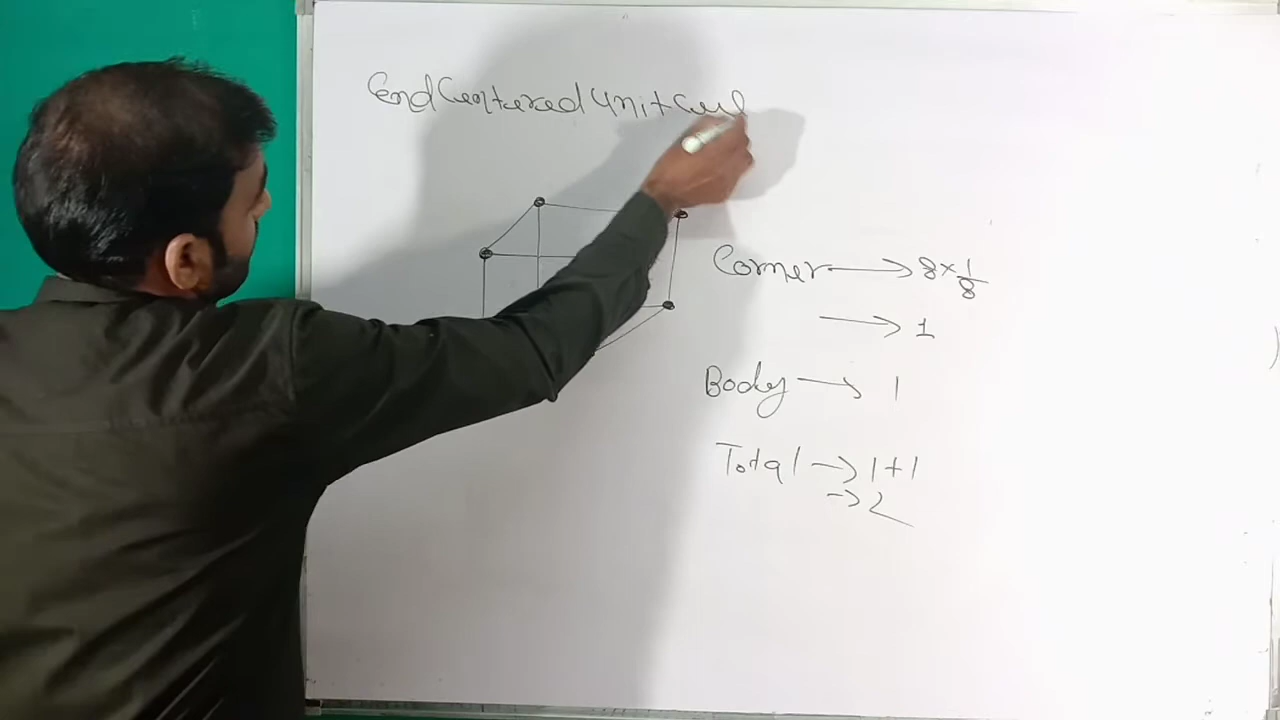 End Centered Unit Cell
Corner → 8 × 1/8
→ 1
Body → 1
Total → 1+1
→ 2